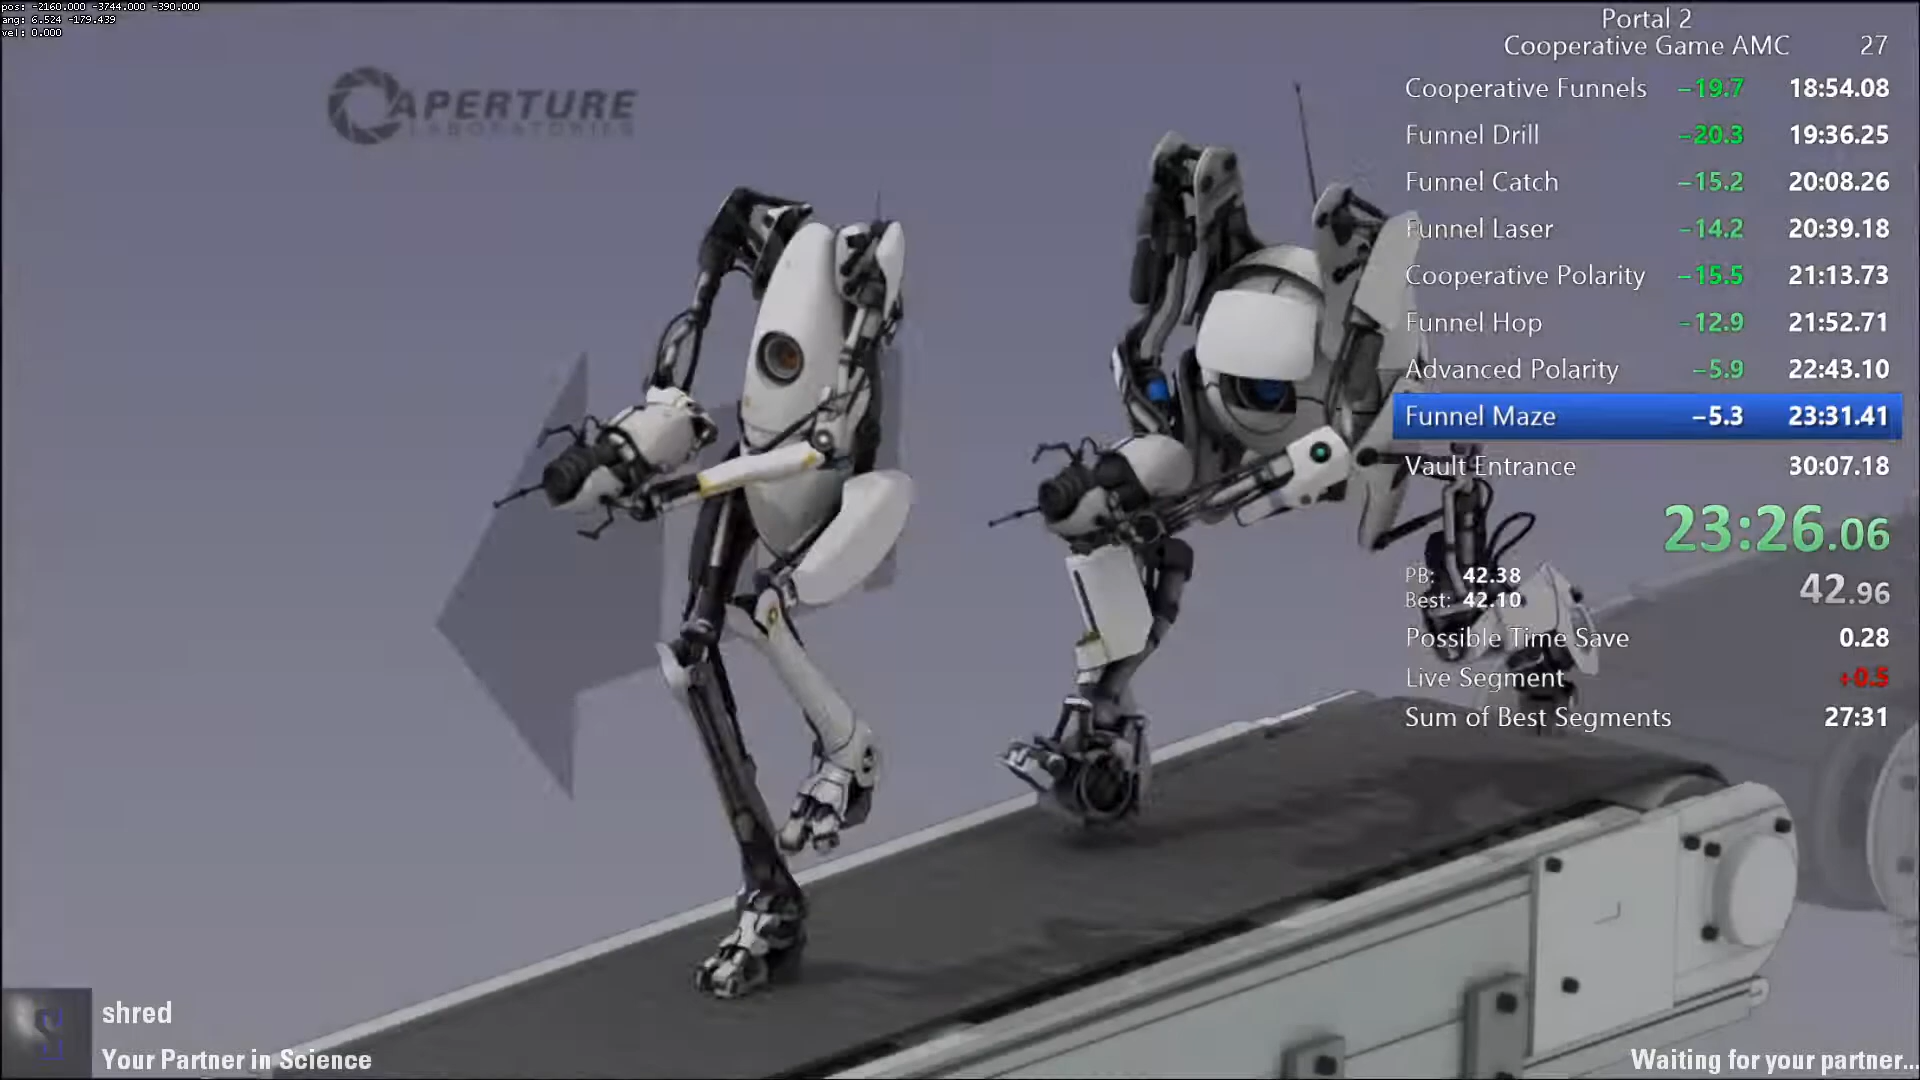 pos: -2160.000 -3744.000 -390.000
ang: 6.524 -179.439
vel: 0.000
APERTURE
LABORATORIES
Portal 2
Cooperative Game AMC 27
Cooperative Funnels -19.7 18:54.08
Funnel Drill -20.3 19:36.25
Funnel Catch -15.2 20:08.26
Funnel Laser -14.2 20:39.18
Cooperative Polarity -15.5 21:13.73
Funnel Hop -12.9 21:52.71
Advanced Polarity -5.9 22:43.10
Funnel Maze -5.3 23:31.41
Vault Entrance 30:07.18
23:26.06
PB: 42.38
Best: 42.10
42.96
Possible Time Save 0.28
Live Segment +0.5
Sum of Best Segments 27:31
shred
Your Partner in Science
Waiting for your partner...